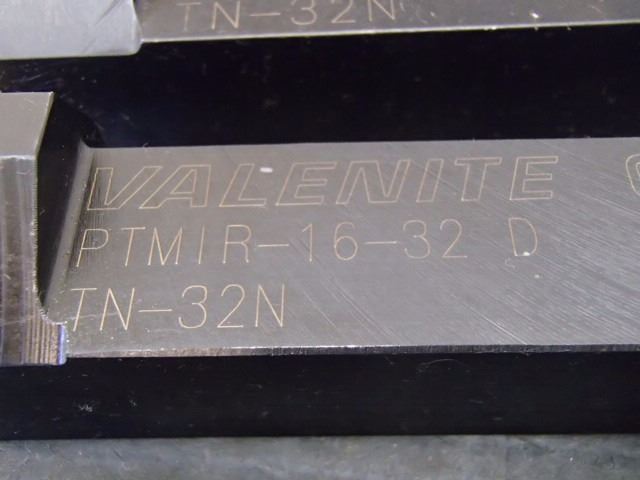 TN-32N
VALENITE
PTMIR-16-32 D
TN-32N